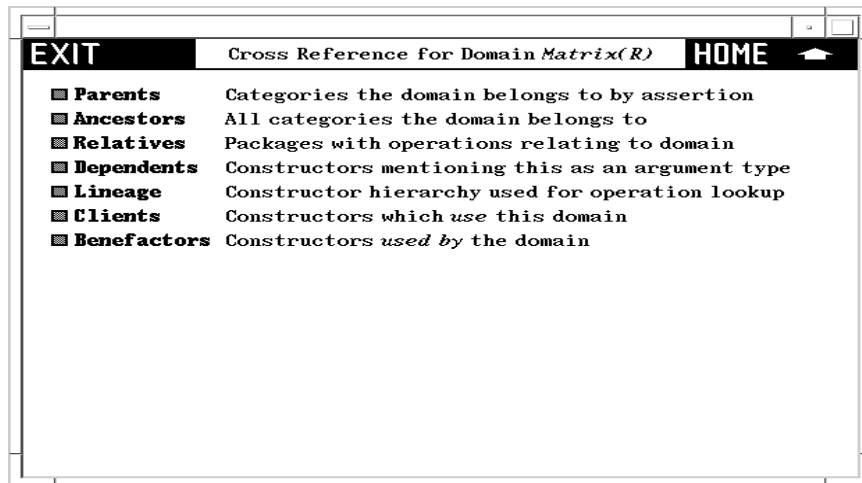 EXIT Cross Reference for Domain Matrix(R) HOME
Parents Categories the domain belongs to by assertion
Ancestors All categories the domain belongs to
Relatives Packages with operations relating to domain
Dependents Constructors mentioning this as an argument type
Lineage Constructor hierarchy used for operation lookup
Clients Constructors which use this domain
Benefactors Constructors used by the domain